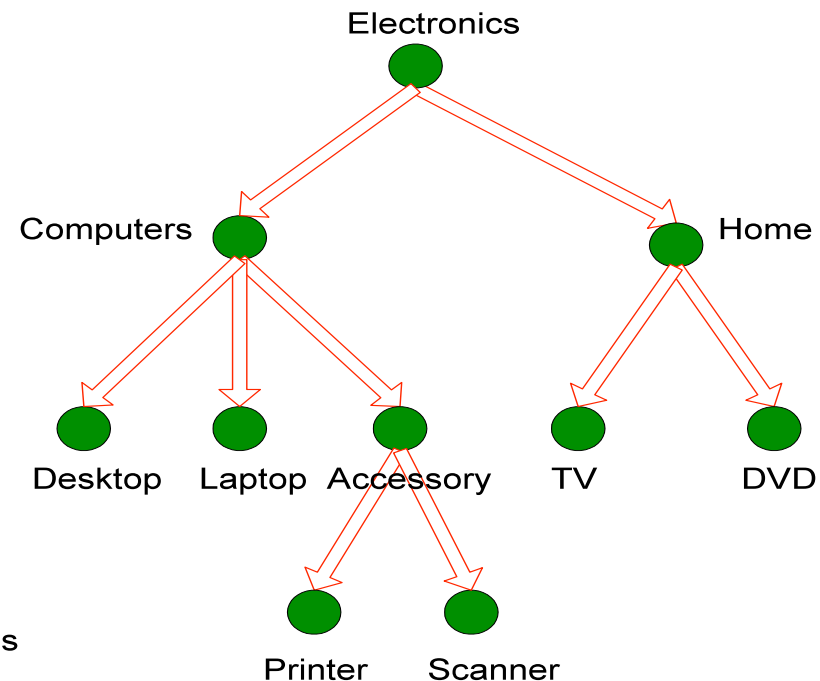 Electronics
Computers
Home
Desktop
Laptop
Accessory
TV
DVD
s
Printer
Scanner